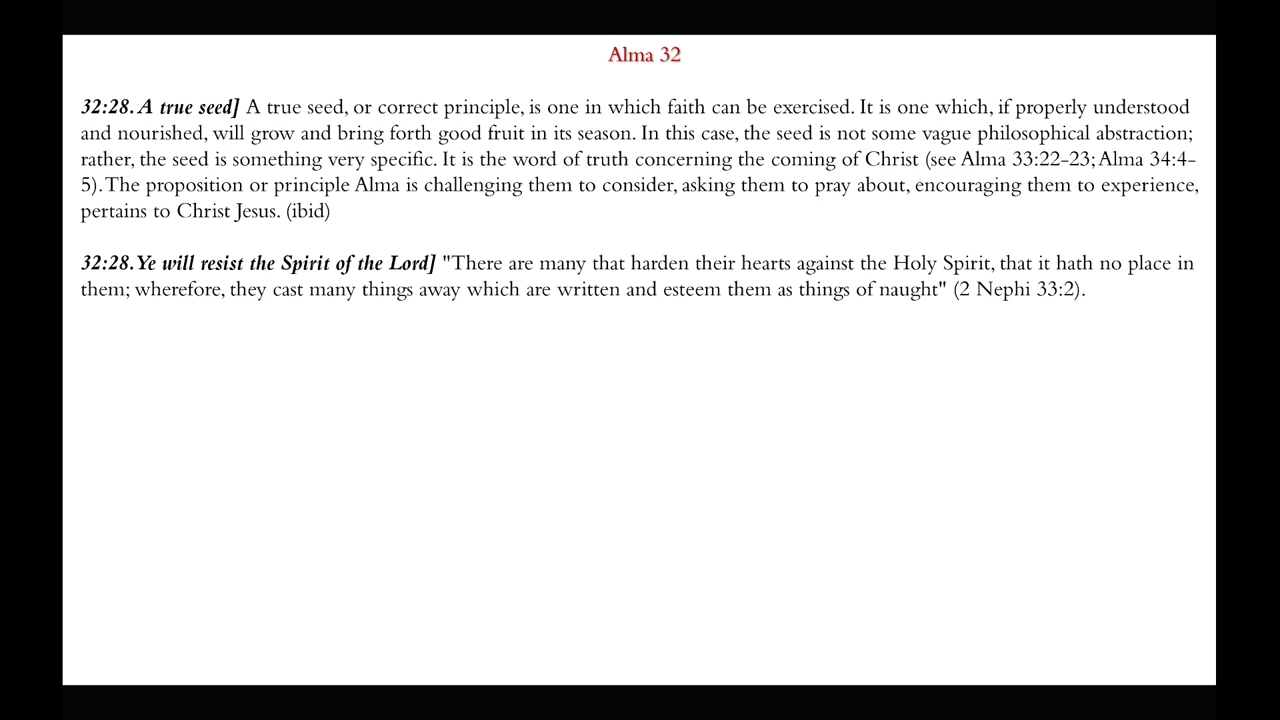 Alma 32
32:28. A true seed] A true seed, or correct principle, is one in which faith can be exercised. It is one which, if properly understood
and nourished, will grow and bring forth good fruit in its season. In this case, the seed is not some vague philosophical abstraction;
rather, the seed is something very specific. It is the word of truth concerning the coming of Christ (see Alma 33:22-23; Alma 34:4-
5). The proposition or principle Alma is challenging them to consider, asking them to pray about, encouraging them to experience,
pertains to Christ Jesus. (ibid)
32:28. Ye will resist the Spirit of the Lord] "There are many that harden their hearts against the Holy Spirit, that it hath no place in
them; wherefore, they cast many things away which are written and esteem them as things of naught" (2 Nephi 33:2).